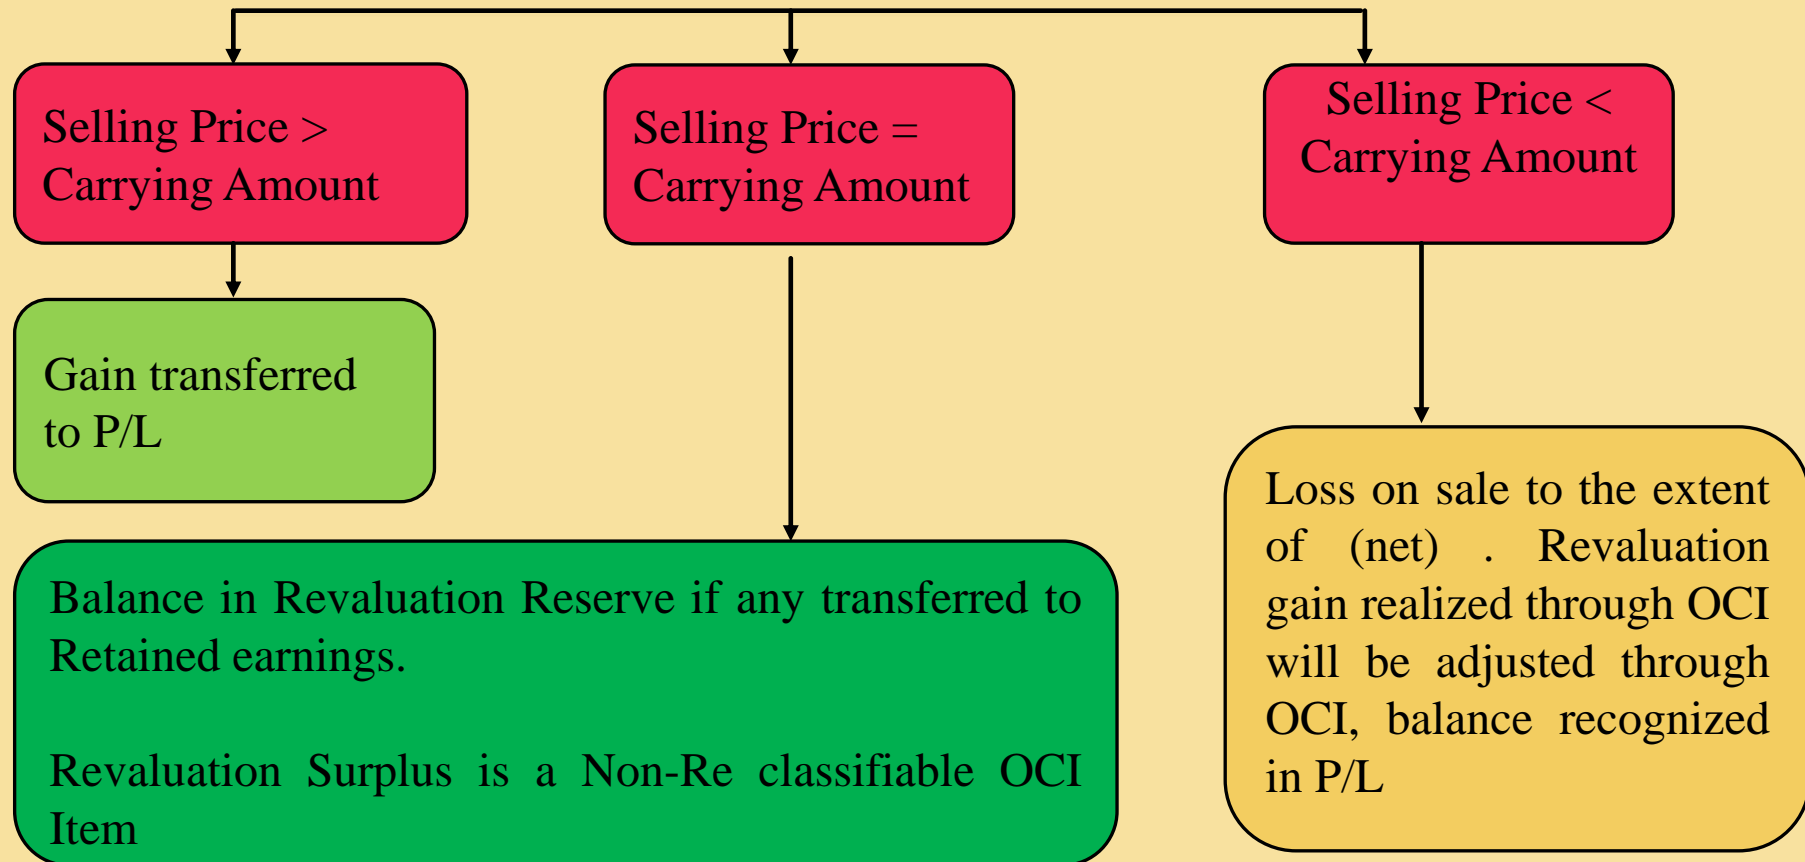 Selling Price >
Carrying Amount
Selling Price =
Carrying Amount
Selling Price <
Carrying Amount
Gain transferred
to P/L
Balance in Revaluation Reserve if any transferred to
Retained earnings.
Revaluation Surplus is a Non-Re classifiable OCI
Item
Loss on sale to the extent
of (net) . Revaluation
gain realized through OCI
will be adjusted through
OCI, balance recognized
in P/L